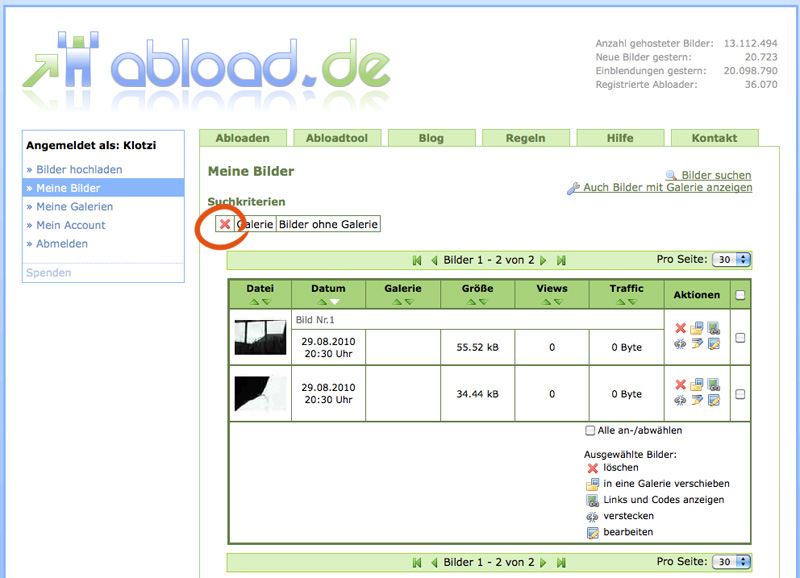 abload.de
Anzahl gehosteter Bilder: 13.112.494
Neue Bilder gestern: 20.723
Einblendungen gestern: 20.098.790
Registrierte Abloader: 36.070
Angemeldet als: Klotzi
» Bilder hochladen
» Meine Bilder
» Meine Galerien
» Mein Account
» Abmelden
Spenden
Abloaden Abloadtool Blog Regeln Hilfe Kontakt
Meine Bilder
Bilder suchen
Auch Bilder mit Galerie anzeigen
Suchkriterien
Galerie Bilder ohne Galerie
Bilder 1 - 2 von 2 Pro Seite: 30
Datei Datum Galerie Größe Views Traffic Aktionen
Bild Nr.1
29.08.2010
20:30 Uhr 55.52 kB 0 0 Byte
29.08.2010
20:30 Uhr 34.44 kB 0 0 Byte
Alle an-/abwählen
Ausgewählte Bilder:
löschen
in eine Galerie verschieben
Links und Codes anzeigen
verstecken
bearbeiten
Bilder 1 - 2 von 2 Pro Seite: 30